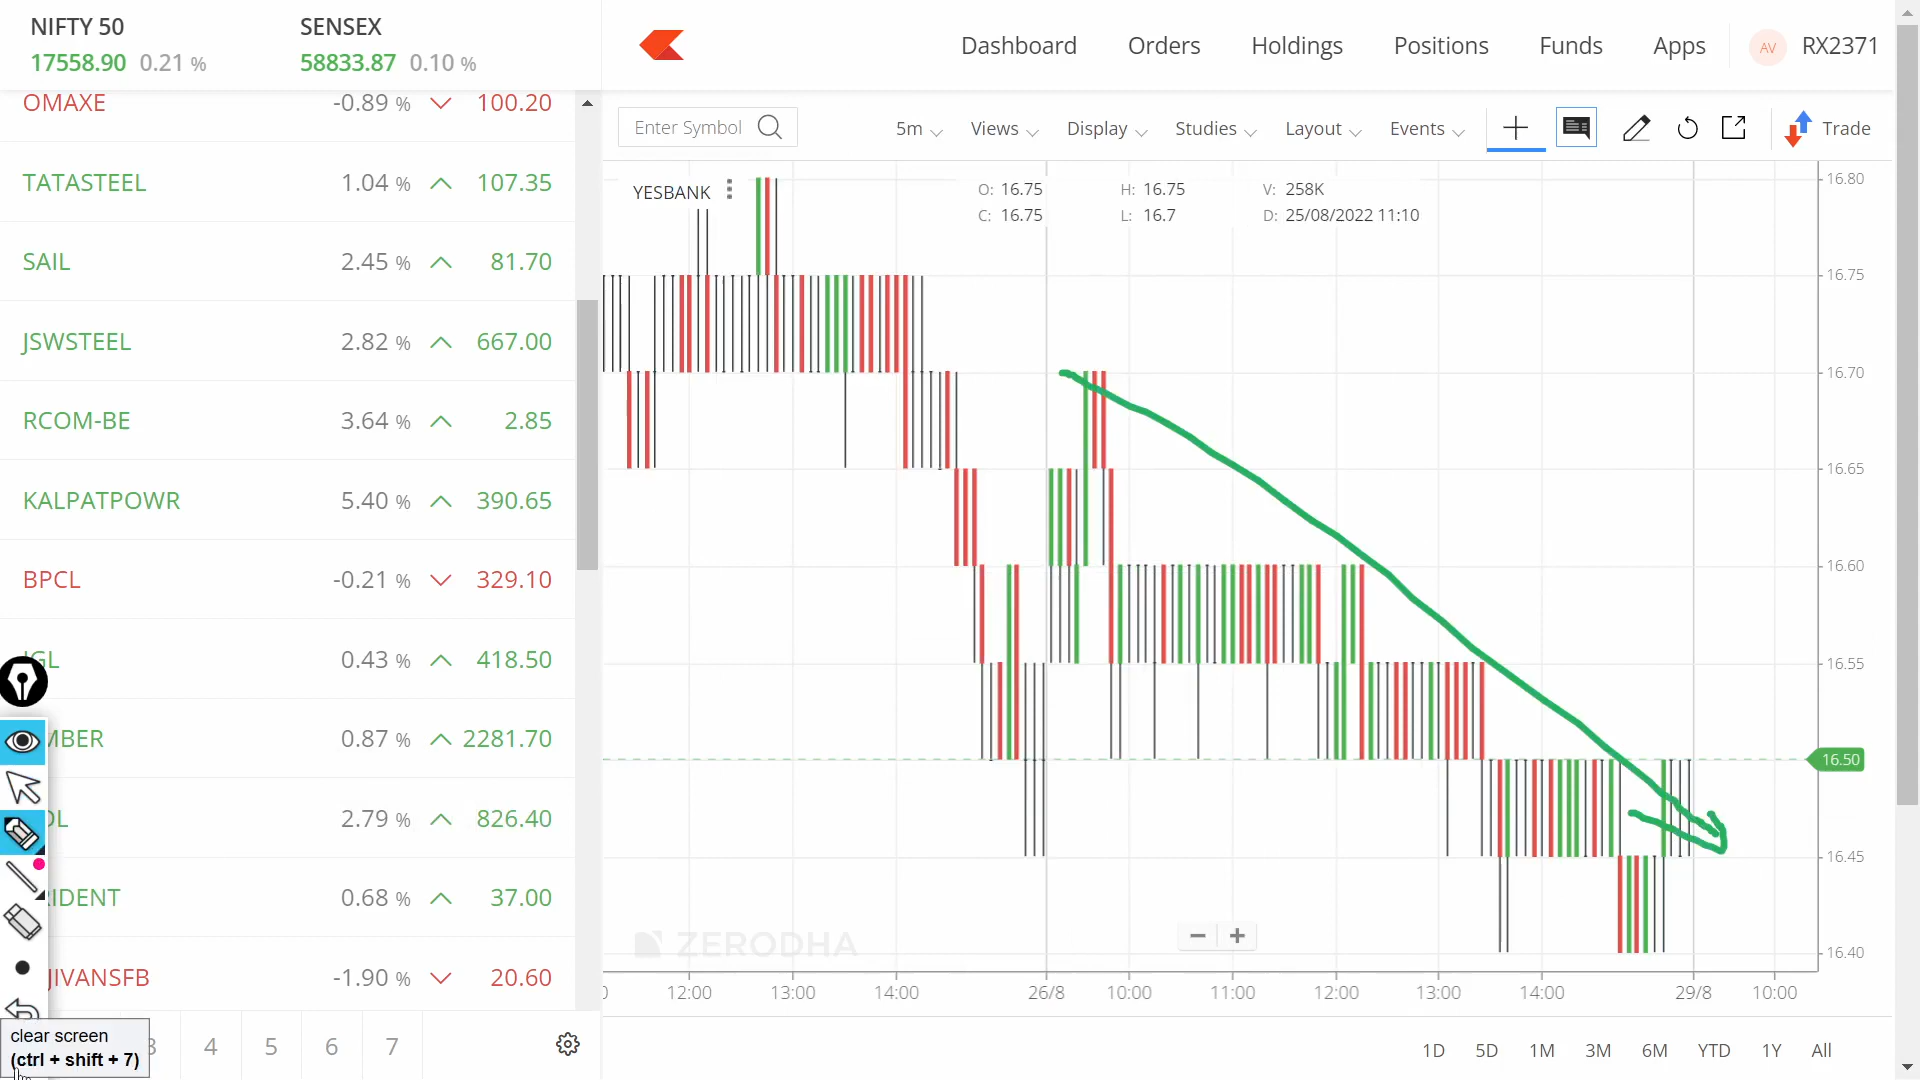 NIFTY 50
17558.90 0.21 %
SENSEX
58833.87 0.10 %
Dashboard
Orders
Holdings
Positions
Funds
Apps
AV
RX2371
OMAXE -0.89 % 100.20
TATASTEEL 1.04 % 107.35
SAIL 2.45 % 81.70
JSWSTEEL 2.82 % 667.00
RCOM-BE 3.64 % 2.85
KALPATPOWR 5.40 % 390.65
BPCL -0.21 % 329.10
IGL 0.43 % 418.50
MBER 0.87 % 2281.70
DL 2.79 % 826.40
RIDENT 0.68 % 37.00
JJIVANSFB -1.90 % 20.60
clear screen
(ctrl + shift + 7)
3 4 5 6 7
Enter Symbol
5m
Views
Display
Studies
Layout
Events
Trade
YESBANK
O: 16.75 H: 16.75 V: 258K
C: 16.75 L: 16.7 D: 25/08/2022 11:10
16.80
16.75
16.70
16.65
16.60
16.55
16.50
16.45
16.40
ZERODHA
− +
0 12:00 13:00 14:00 26/8 10:00 11:00 12:00 13:00 14:00 29/8 10:00
1D 5D 1M 3M 6M YTD 1Y All